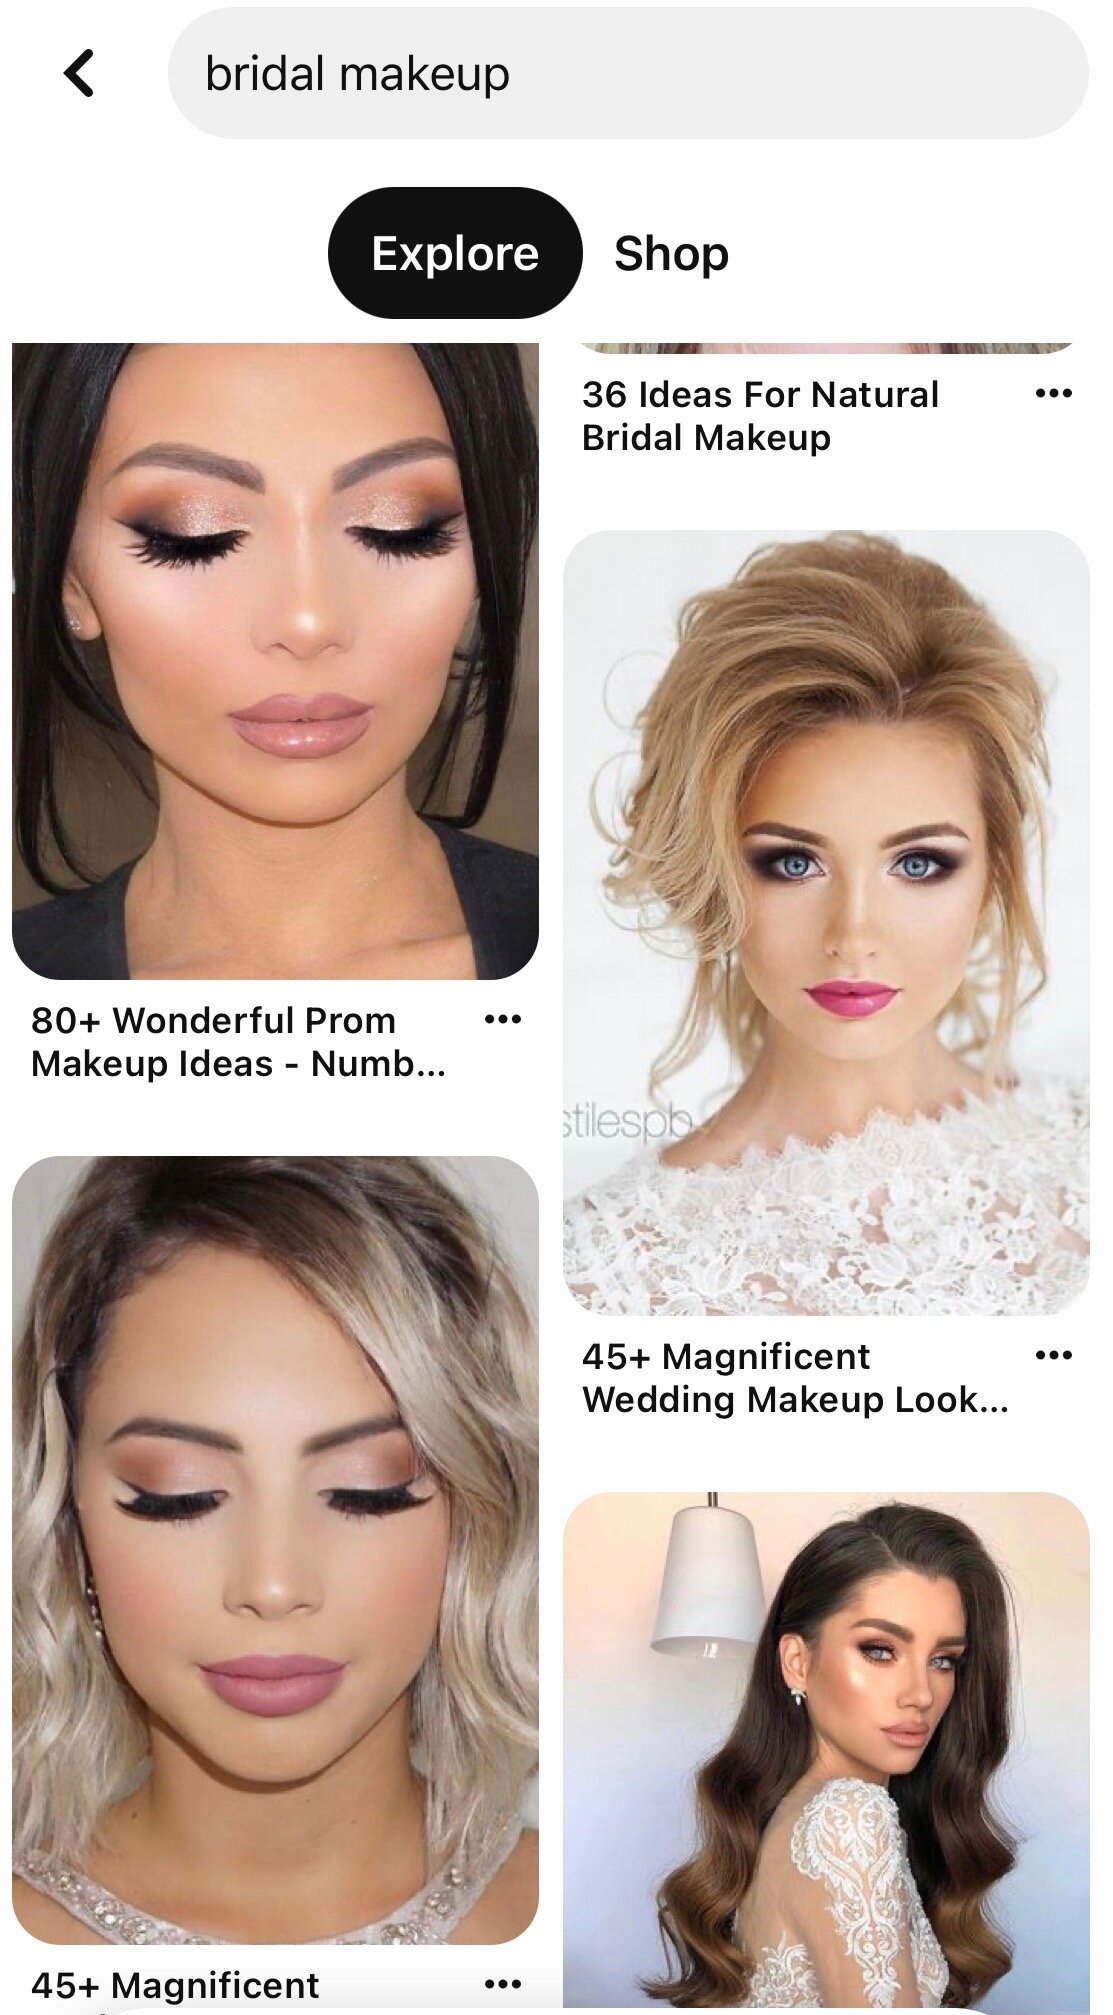 bridal makeup
Explore
Shop
36 Ideas For Natural
Bridal Makeup
80+ Wonderful Prom
Makeup Ideas - Numb...
stilespb
45+ Magnificent
Wedding Makeup Look...
45+ Magnificent